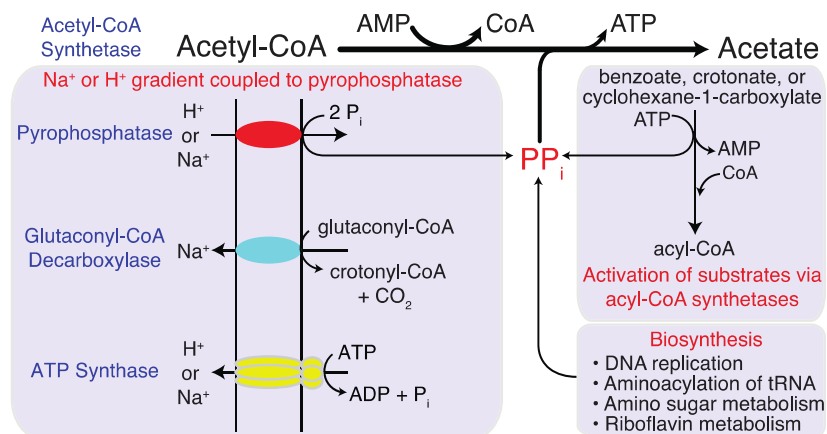 Acetyl-CoA
Synthetase
Acetyl-CoA
AMP
CoA
ATP
Acetate
Na⁺ or H⁺ gradient coupled to pyrophosphatase
Pyrophosphatase
H⁺
or
Na⁺
2 Pᵢ
Glutaconyl-CoA
Decarboxylase
Na⁺
glutaconyl-CoA
crotonyl-CoA
+ CO₂
ATP Synthase
H⁺
or
Na⁺
ATP
ADP + Pᵢ
PPᵢ
benzoate, crotonate, or
cyclohexane-1-carboxylate
ATP
AMP
CoA
acyl-CoA
Activation of substrates via
acyl-CoA synthetases
Biosynthesis
• DNA replication
• Aminoacylation of tRNA
• Amino sugar metabolism
• Riboflavin metabolism